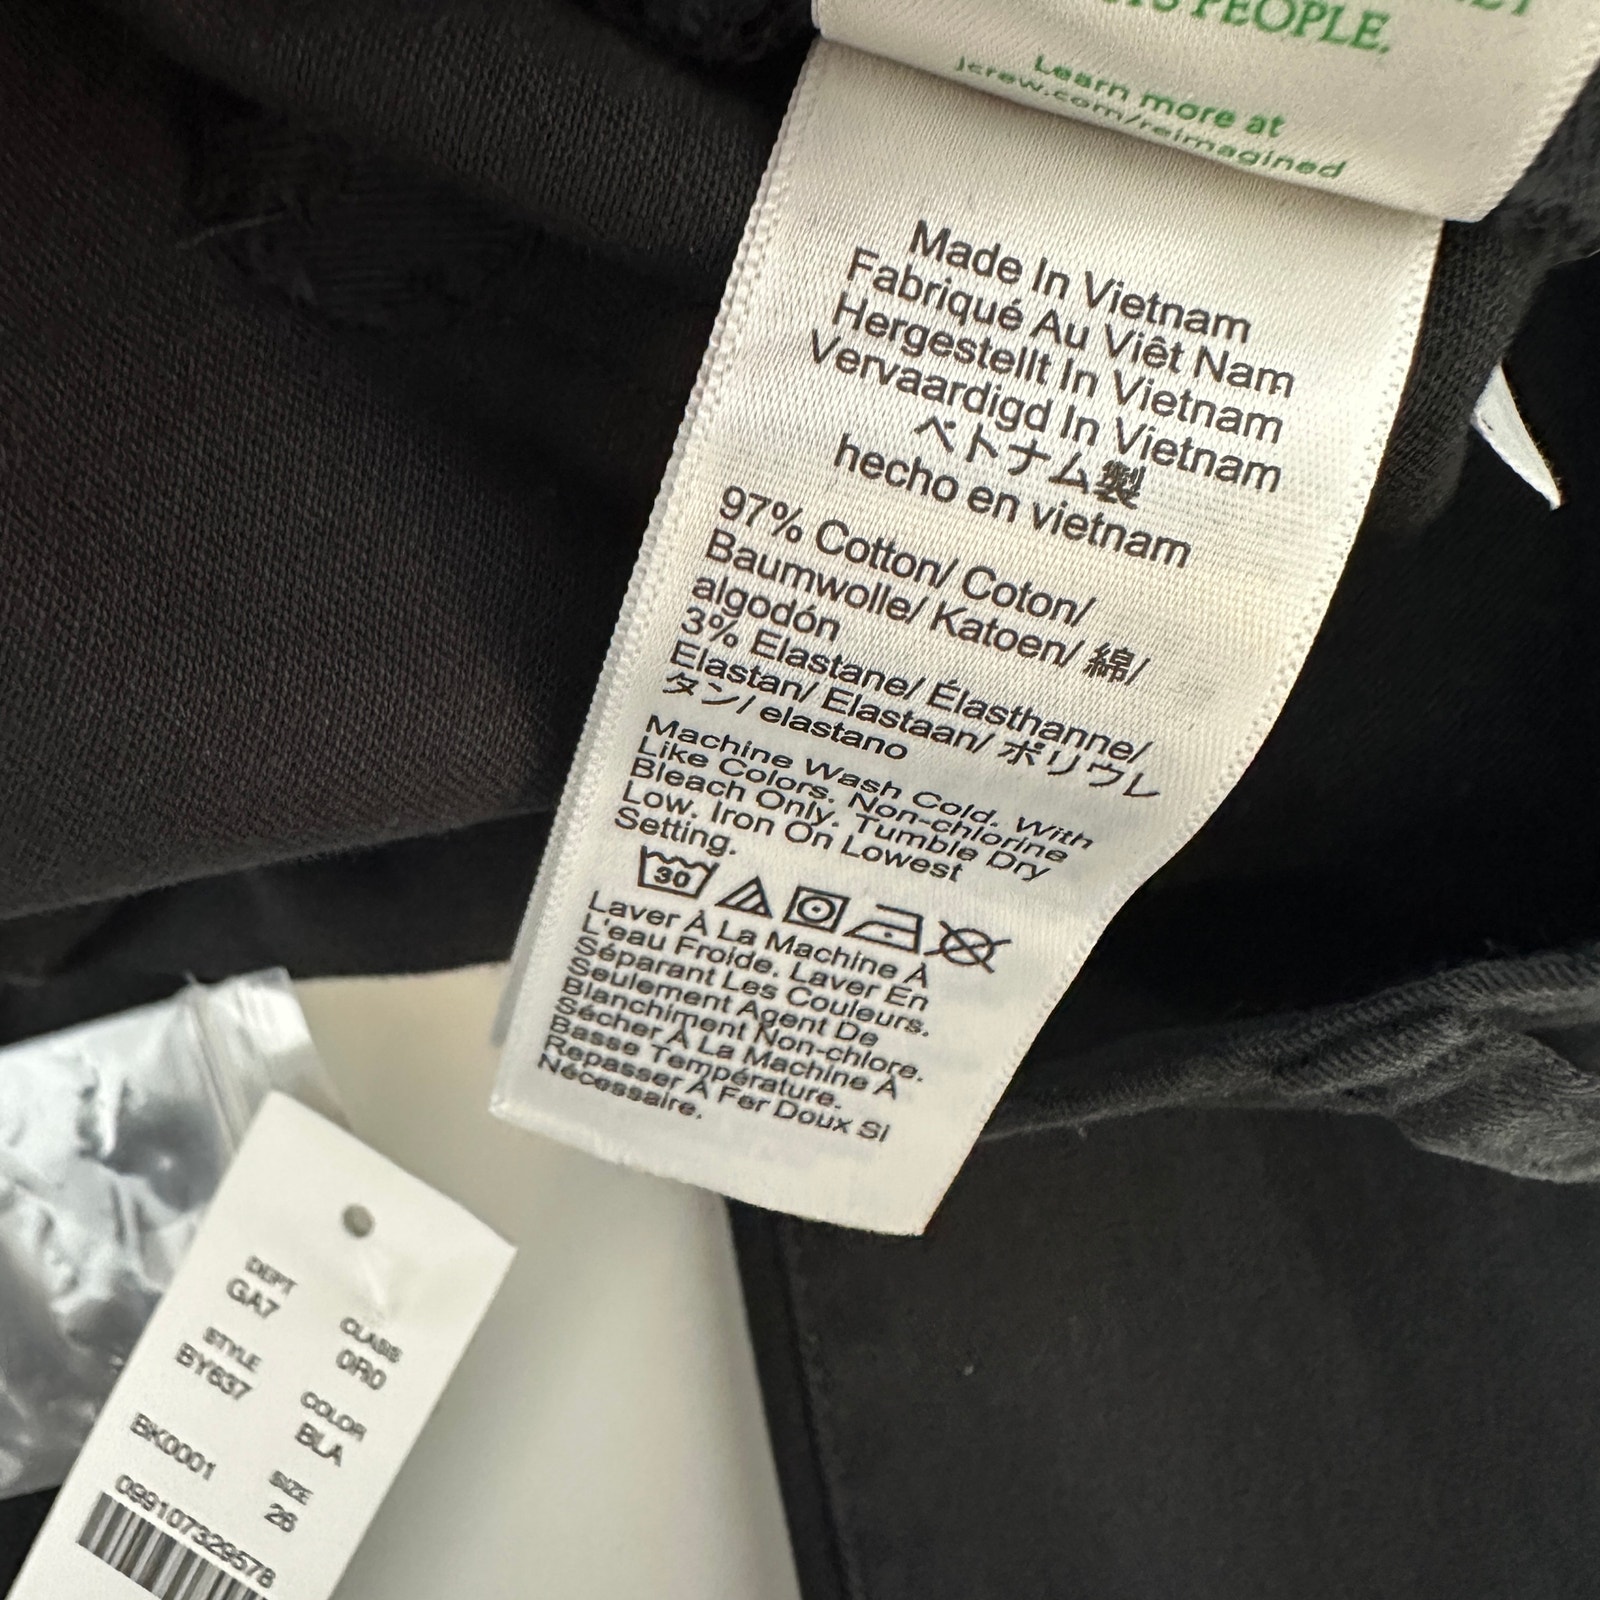 PEOPLE.
Learn more at
jcrew.com/reimagined
Made In Vietnam
Fabriqué Au Viêt Nam
Hergestellt In Vietnam
Vervaardigd In Vietnam
ベトナム製
hecho en vietnam
97% Cotton/ Coton/
Baumwolle/ Katoen/ 綿/
algodón
3% Elastane/ Élasthanne/
Elastan/ Elastaan/ ポリウレ
タン/ elastano
Machine Wash Cold. With
Like Colors. Non-chlorine
Bleach Only. Tumble Dry
Low. Iron On Lowest
Setting.
30
Laver À La Machine À
L'eau Froide. Laver En
Séparant Les Couleurs.
Seulement Agent De
Blanchiment Non-chlore.
Sécher À La Machine À
Basse Température.
Repasser À Fer Doux Si
Nécessaire.
DEPT CLASS
GA7 0R0
STYLE COLOR
BY637 BLA
BK0001 SIZE
26
099107329578